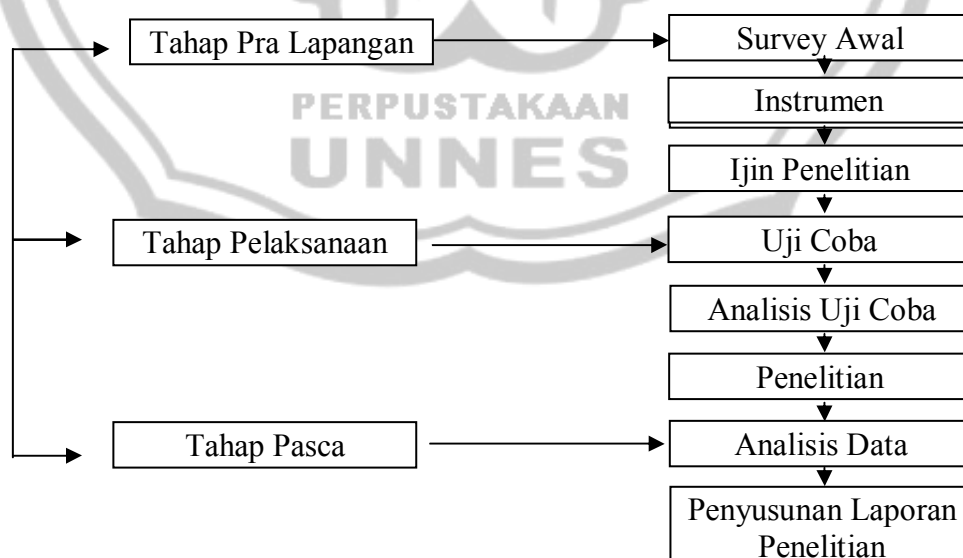 Tahap Pra Lapangan
Survey Awal
PERPUSTAKAAN
UNNES
Instrumen
Ijin Penelitian
Tahap Pelaksanaan
Uji Coba
Analisis Uji Coba
Penelitian
Tahap Pasca
Analisis Data
Penyusunan Laporan
Penelitian